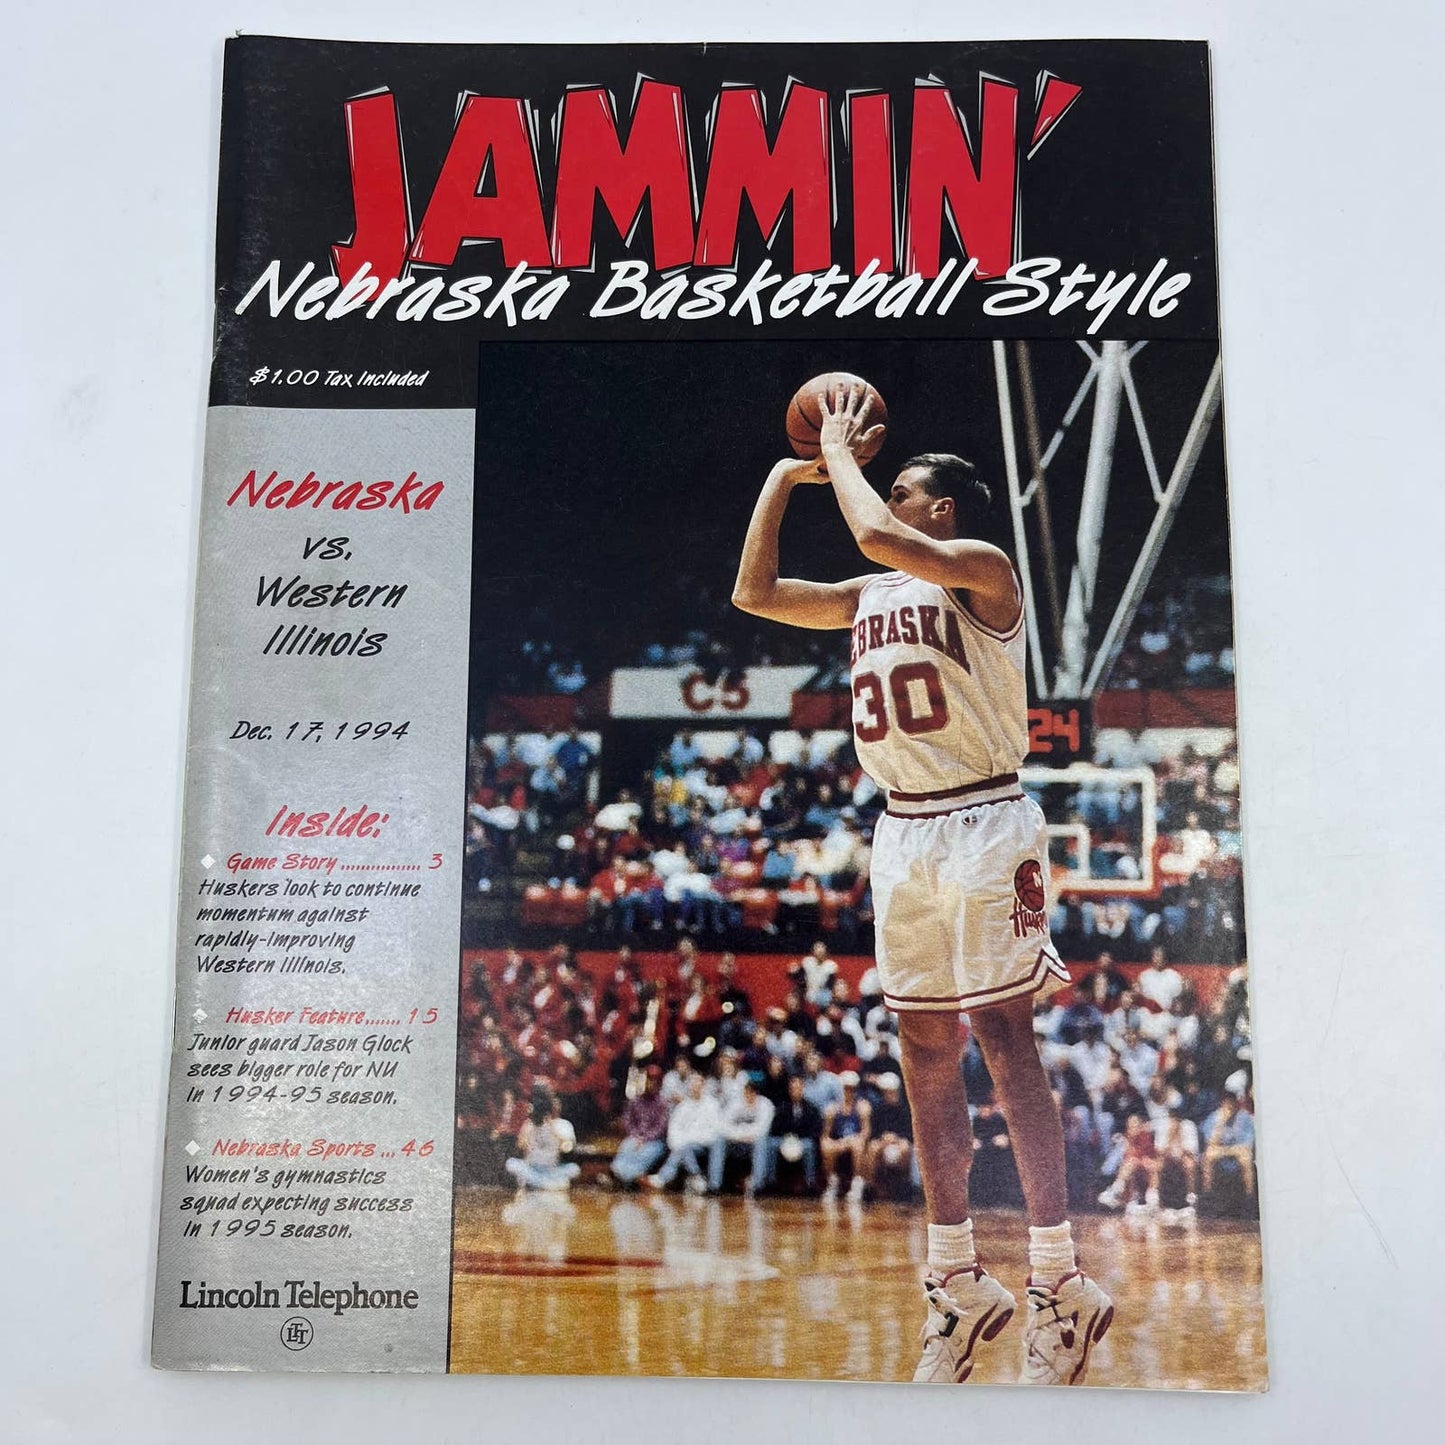 JAMMIN'
Nebraska Basketball Style
$1.00 Tax Included
Nebraska
vs.
Western
Illinois
Dec. 17, 1994
Inside:
Game Story ................ 3
Huskers look to continue
momentum against
rapidly-improving
Western Illinois.
Husker Feature....... 15
Junior guard Jason Glock
sees bigger role for NU
in 1994-95 season.
Nebraska Sports ... 46
Women's gymnastics
squad expecting success
in 1995 season.
Lincoln Telephone
LTT
C5
EBRASKA
30
24